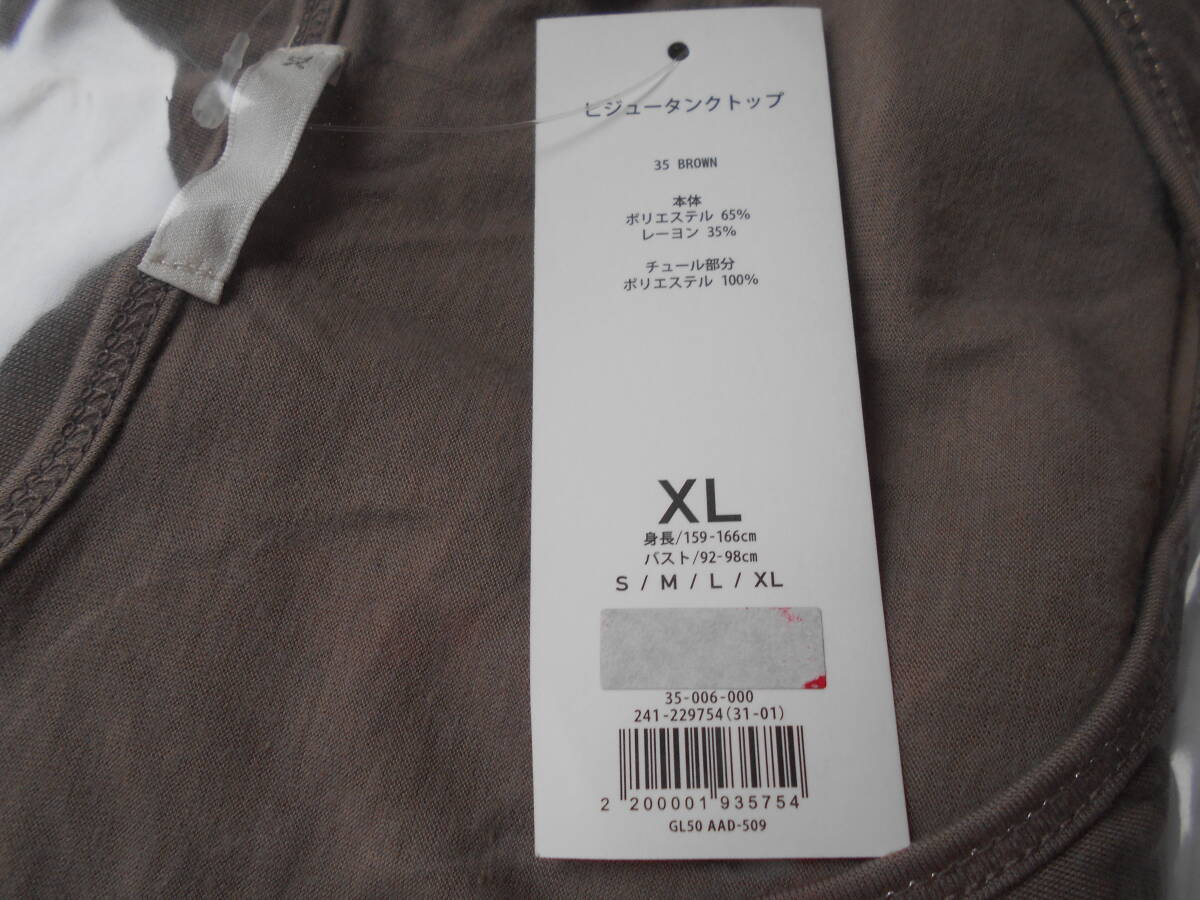 ビジュータンクトップ
35 BROWN
本体
ポリエステル 65%
レーヨン 35%
チュール部分
ポリエステル 100%
XL
身長/159-166cm
バスト/92-98cm
S / M / L / XL
35-006-000
241-229754(31-01)
2 200001 935754
GL50 AAD-509